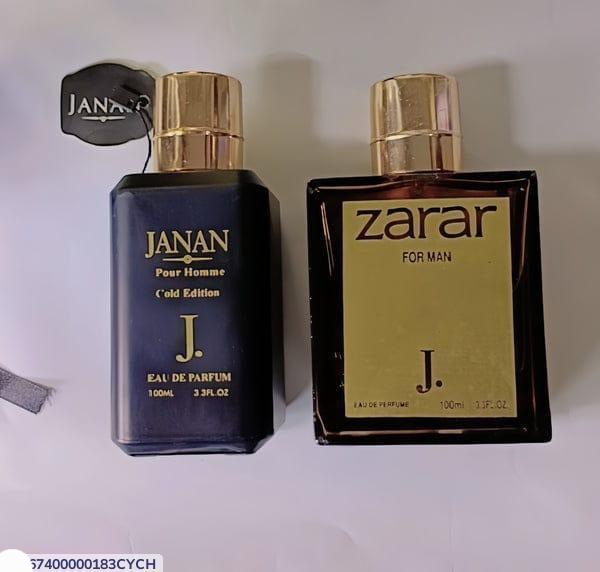 JANAN
JANAN
Pour Homme
Cold Edition
J.
EAU DE PARFUM
100ML 3.3FL.OZ
zarar
FOR MAN
J.
EAU DE PERFUME 100ml 3.3FL.OZ
57400000183CYCH